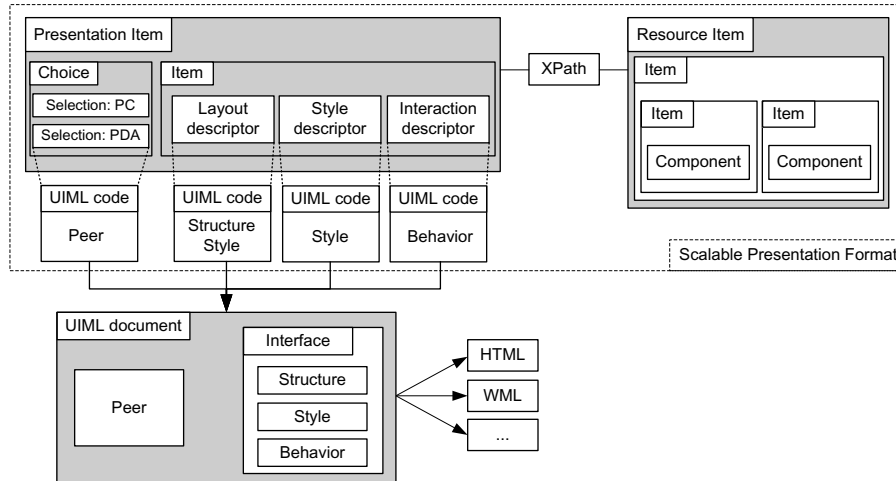 Presentation Item
Resource Item
Choice
Item
XPath
Item
Selection: PC
Selection: PDA
Layout
descriptor
Style
descriptor
Interaction
descriptor
Item
Item
Component
Component
UIML code
UIML code
UIML code
UIML code
Peer
Structure
Style
Style
Behavior
Scalable Presentation Format
UIML document
Interface
Peer
Structure
Style
Behavior
HTML
WML
...